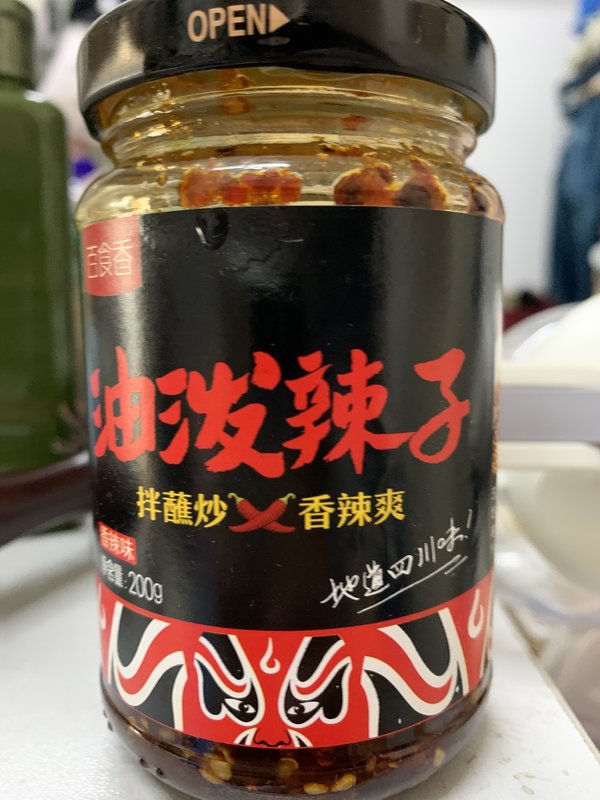 OPEN▶
食香
油泼辣子
拌蘸炒 香辣爽
香辣味
净含量:200g
地道四川味!